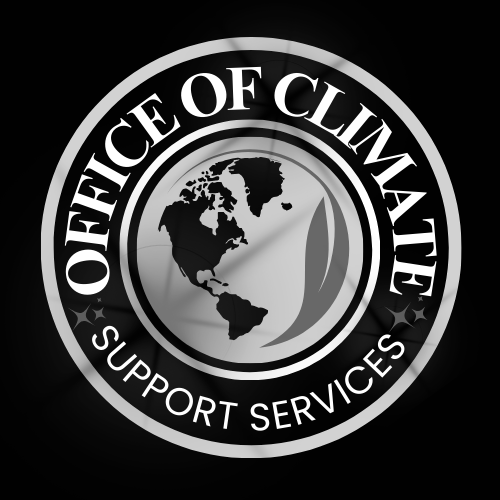 OFFICE OF CLIMATE
SUPPORT SERVICES